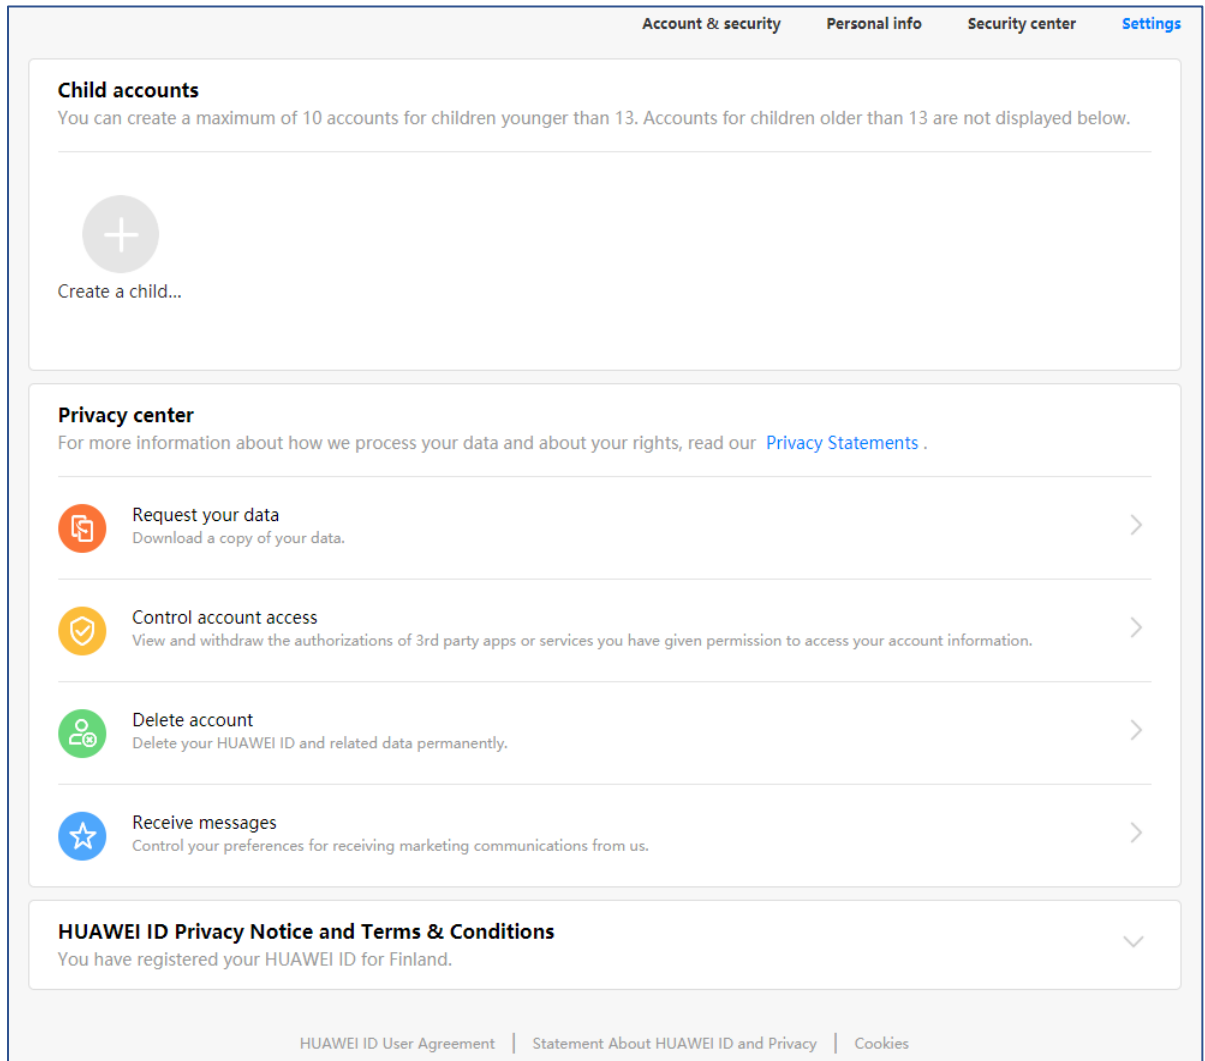 Account & security Personal info Security center Settings
Child accounts
You can create a maximum of 10 accounts for children younger than 13. Accounts for children older than 13 are not displayed below.
Create a child...
Privacy center
For more information about how we process your data and about your rights, read our Privacy Statements .
Request your data
Download a copy of your data.
Control account access
View and withdraw the authorizations of 3rd party apps or services you have given permission to access your account information.
Delete account
Delete your HUAWEI ID and related data permanently.
Receive messages
Control your preferences for receiving marketing communications from us.
HUAWEI ID Privacy Notice and Terms & Conditions
You have registered your HUAWEI ID for Finland.
HUAWEI ID User Agreement | Statement About HUAWEI ID and Privacy | Cookies